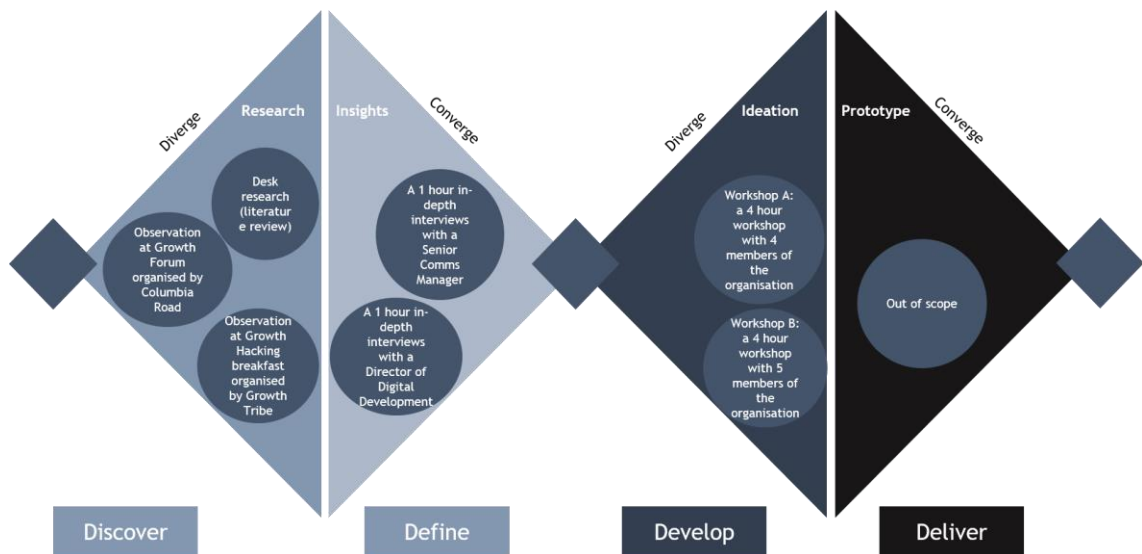 Diverge
Research
Desk
research
(literatur
e review)
Observation
at Growth
Forum
organised by
Columbia
Road
Observation
at Growth
Hacking
breakfast
organised
by Growth
Tribe
Insights
Converge
A 1 hour in-
depth
interviews
with a
Senior
Comms
Manager
A 1 hour in-
depth
interviews
with a
Director of
Digital
Development
Diverge
Ideation
Workshop A:
a 4 hour
workshop
with 4
members of
the
organisation
Workshop B:
a 4 hour
workshop
with 5
members of
the
organisation
Prototype
Converge
Out of scope
Discover
Define
Develop
Deliver